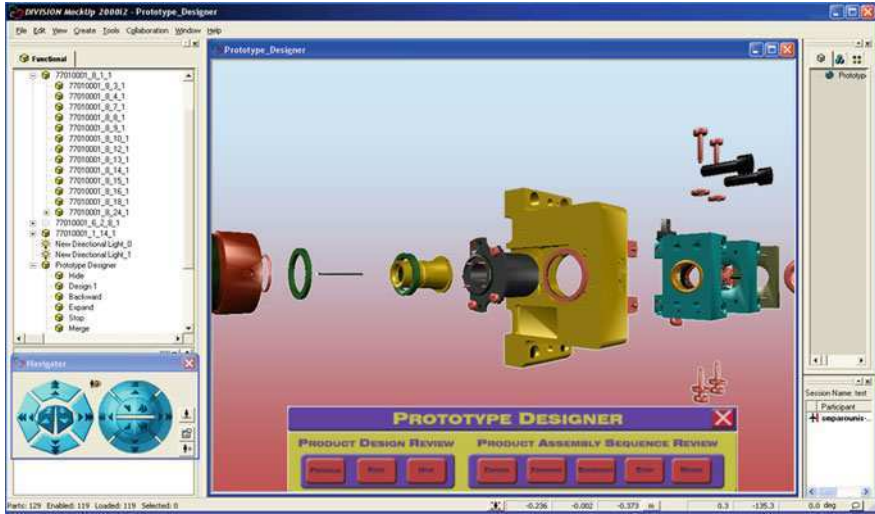 DIVISION MockUp 2000i2 - Prototype_Designer
File Edit View Create Tools Collaboration Window Help
Functional
77010001_8_1_1
77010001_8_3_1
77010001_8_4_1
77010001_8_7_1
77010001_8_8_1
77010001_8_9_1
77010001_8_10_1
77010001_8_12_1
77010001_8_13_1
77010001_8_14_1
77010001_8_15_1
77010001_8_16_1
77010001_8_18_1
77010001_8_24_1
77010001_6_2_8_1
77010001_1_14_1
New Directional Light_0
New Directional Light_1
Prototype Designer
Hide
Design 1
Backward
Expand
Stop
Merge
Navigator
Prototype_Designer
PROTOTYPE DESIGNER
PRODUCT DESIGN REVIEW PRODUCT ASSEMBLY SEQUENCE REVIEW
Prototyp
Session Name: test
Participant
Parts: 129 Enabled: 119 Loaded: 119 Selected: 0
-0.236 -0.002 -0.373 in 0.3 -135.3 0.0 deg